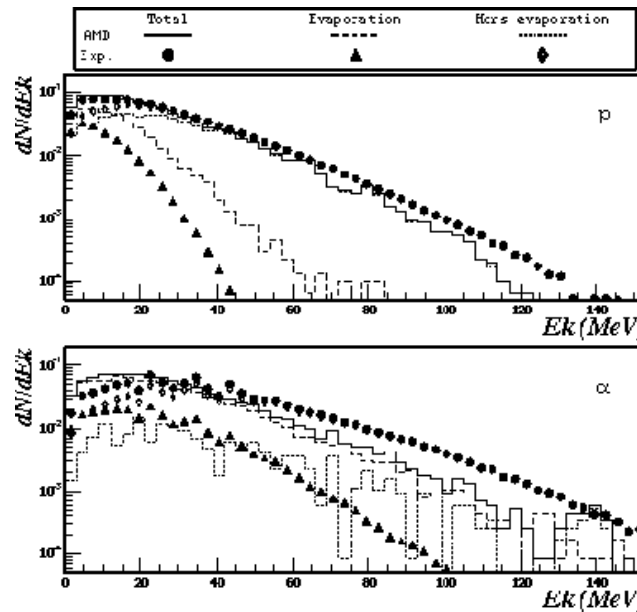 Total Evaporation Hors evaporation
AMD
Exp.
dN/dEk
10⁻¹
10⁻²
10⁻³
10⁻⁴
p
0 20 40 60 80 100 120 140
Ek(MeV)
dN/dEk
10⁻¹
10⁻²
10⁻³
10⁻⁴
α
0 20 40 60 80 100 120 140
Ek(MeV)